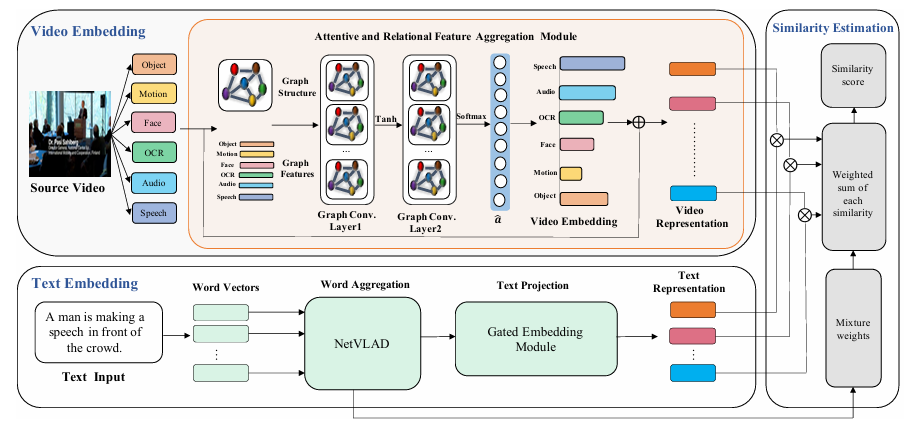 Video Embedding
Attentive and Relational Feature Aggregation Module
Similarity Estimation
Object
Motion
Face
OCR
Audio
Speech
Dr. Pasi Sahlberg
Source Video
Graph
Structure
Object
Motion
Face
OCR
Audio
Speech
Graph
Features
Tanh
Softmax
...
...
Graph Conv.
Layer1
Graph Conv.
Layer2
â
Speech
Audio
OCR
Face
Motion
Object
Video Embedding
Video
Representation
Similarity
score
Weighted
sum of
each
similarity
Mixture
weights
Text Embedding
A man is making a
speech in front of
the crowd.
Text Input
Word Vectors
Word Aggregation
NetVLAD
Text Projection
Gated Embedding
Module
Text
Representation